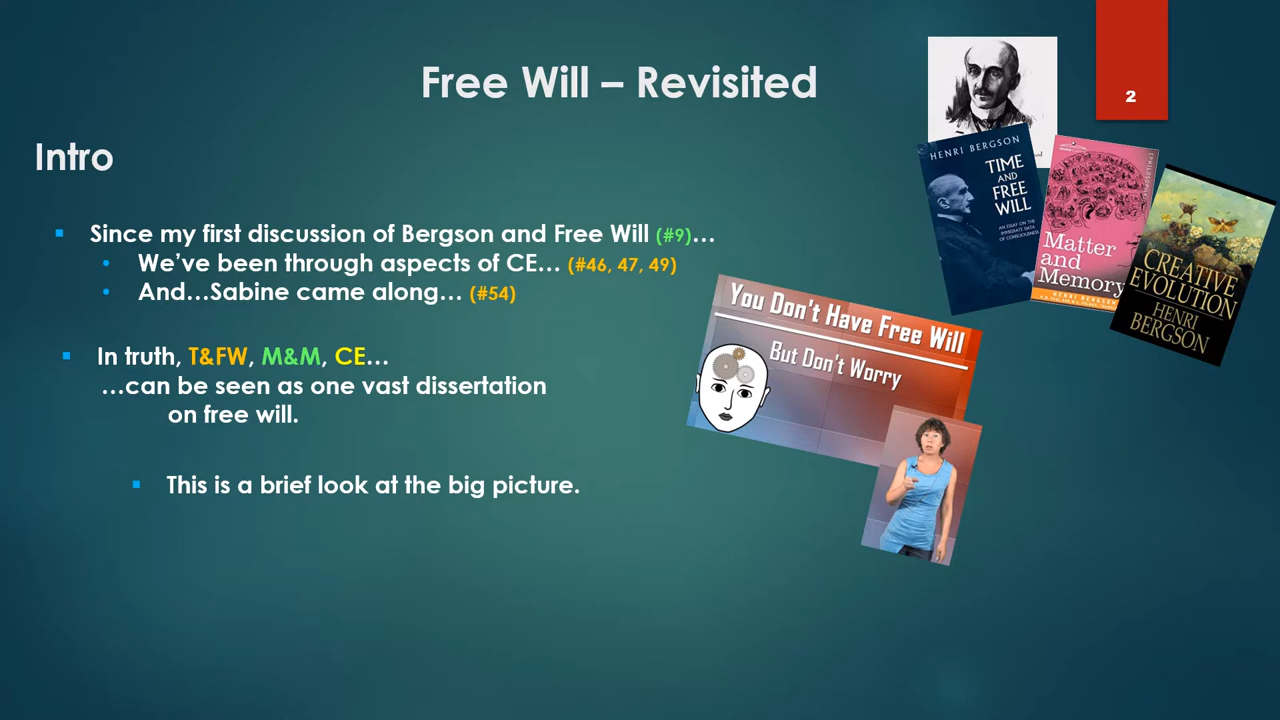 Free Will – Revisited
2
Intro
Since my first discussion of Bergson and Free Will (#9)…
We've been through aspects of CE… (#46, 47, 49)
And…Sabine came along… (#54)
In truth, T&FW, M&M, CE…
…can be seen as one vast dissertation
on free will.
This is a brief look at the big picture.
HENRI BERGSON
TIME
AND
FREE
WILL
AN ESSAY ON THE
IMMEDIATE DATA
OF CONSCIOUSNESS
Matter
and
Memory
HENRI BERGSON
CREATIVE
EVOLUTION
HENRI
BERGSON
You Don't Have Free Will
But Don't Worry